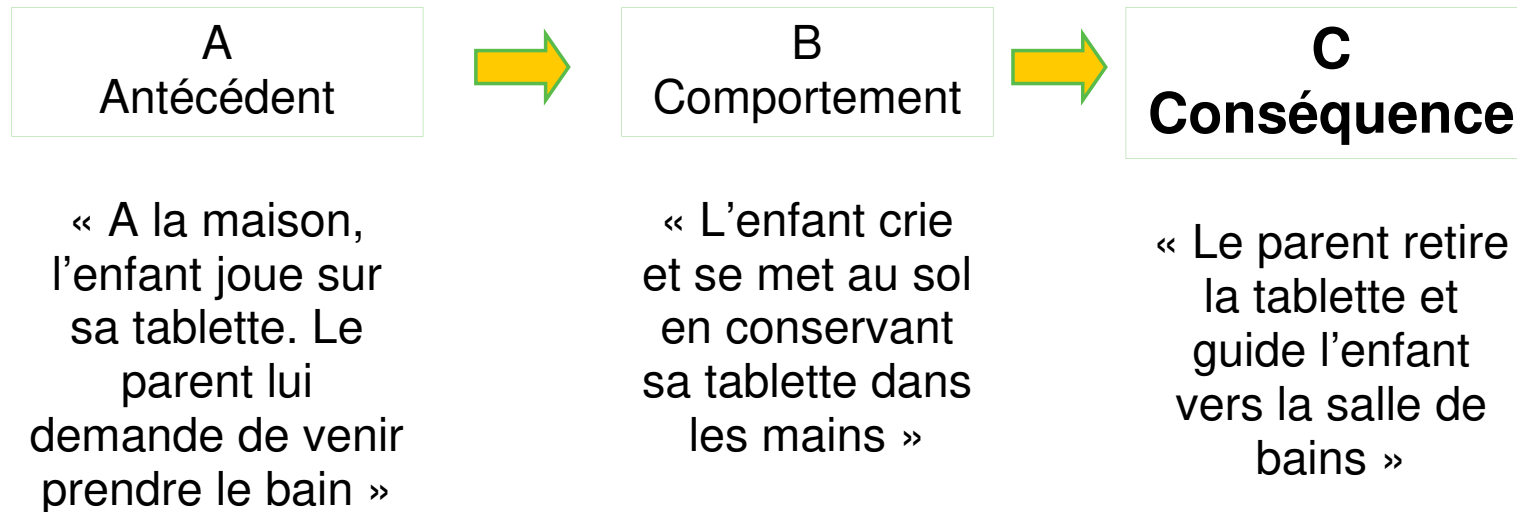 A
Antécédent
B
Comportement
C
Conséquence
« A la maison,
l’enfant joue sur
sa tablette. Le
parent lui
demande de venir
prendre le bain »
« L’enfant crie
et se met au sol
en conservant
sa tablette dans
les mains »
« Le parent retire
la tablette et
guide l’enfant
vers la salle de
bains »